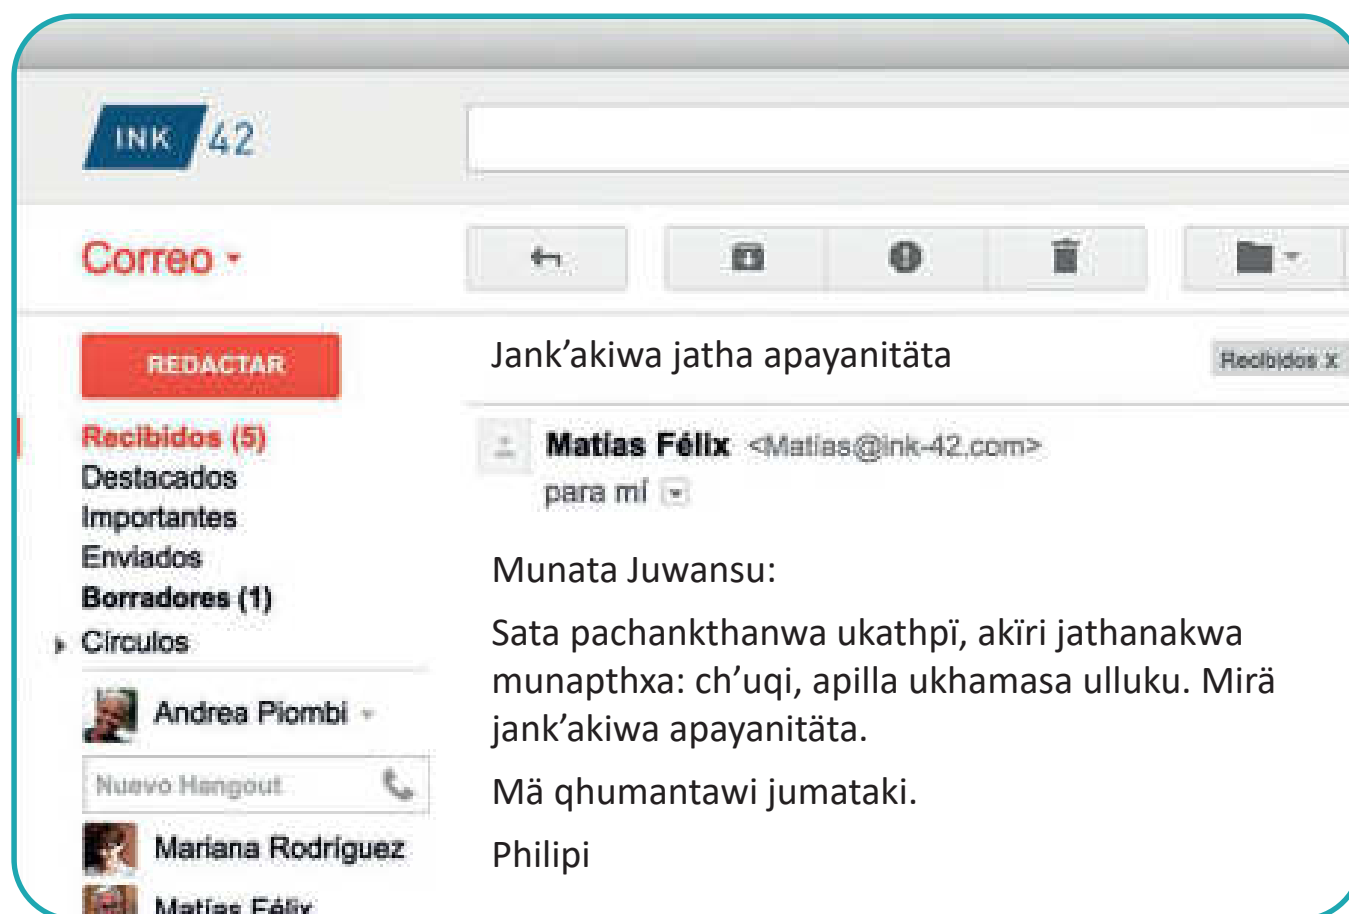 INK 42
Correo
REDACTAR
Jank’akiwa jatha apayanitäta
Recibidos x
Recibidos (5)
Destacados
Importantes
Enviados
Borradores (1)
Círculos
Andrea Piombi
Nuevo Hangout
Mariana Rodríguez
Matías Félix
Matías Félix <Matias@ink-42.com>
para mí
Munata Juwansu:
Sata pachankthanwa ukathpï, akïri jathanakwa
munapthxa: ch’uqi, apilla ukhamasa ulluku. Mirä
jank’akiwa apayanitäta.
Mä qhumantawi jumataki.
Philipi